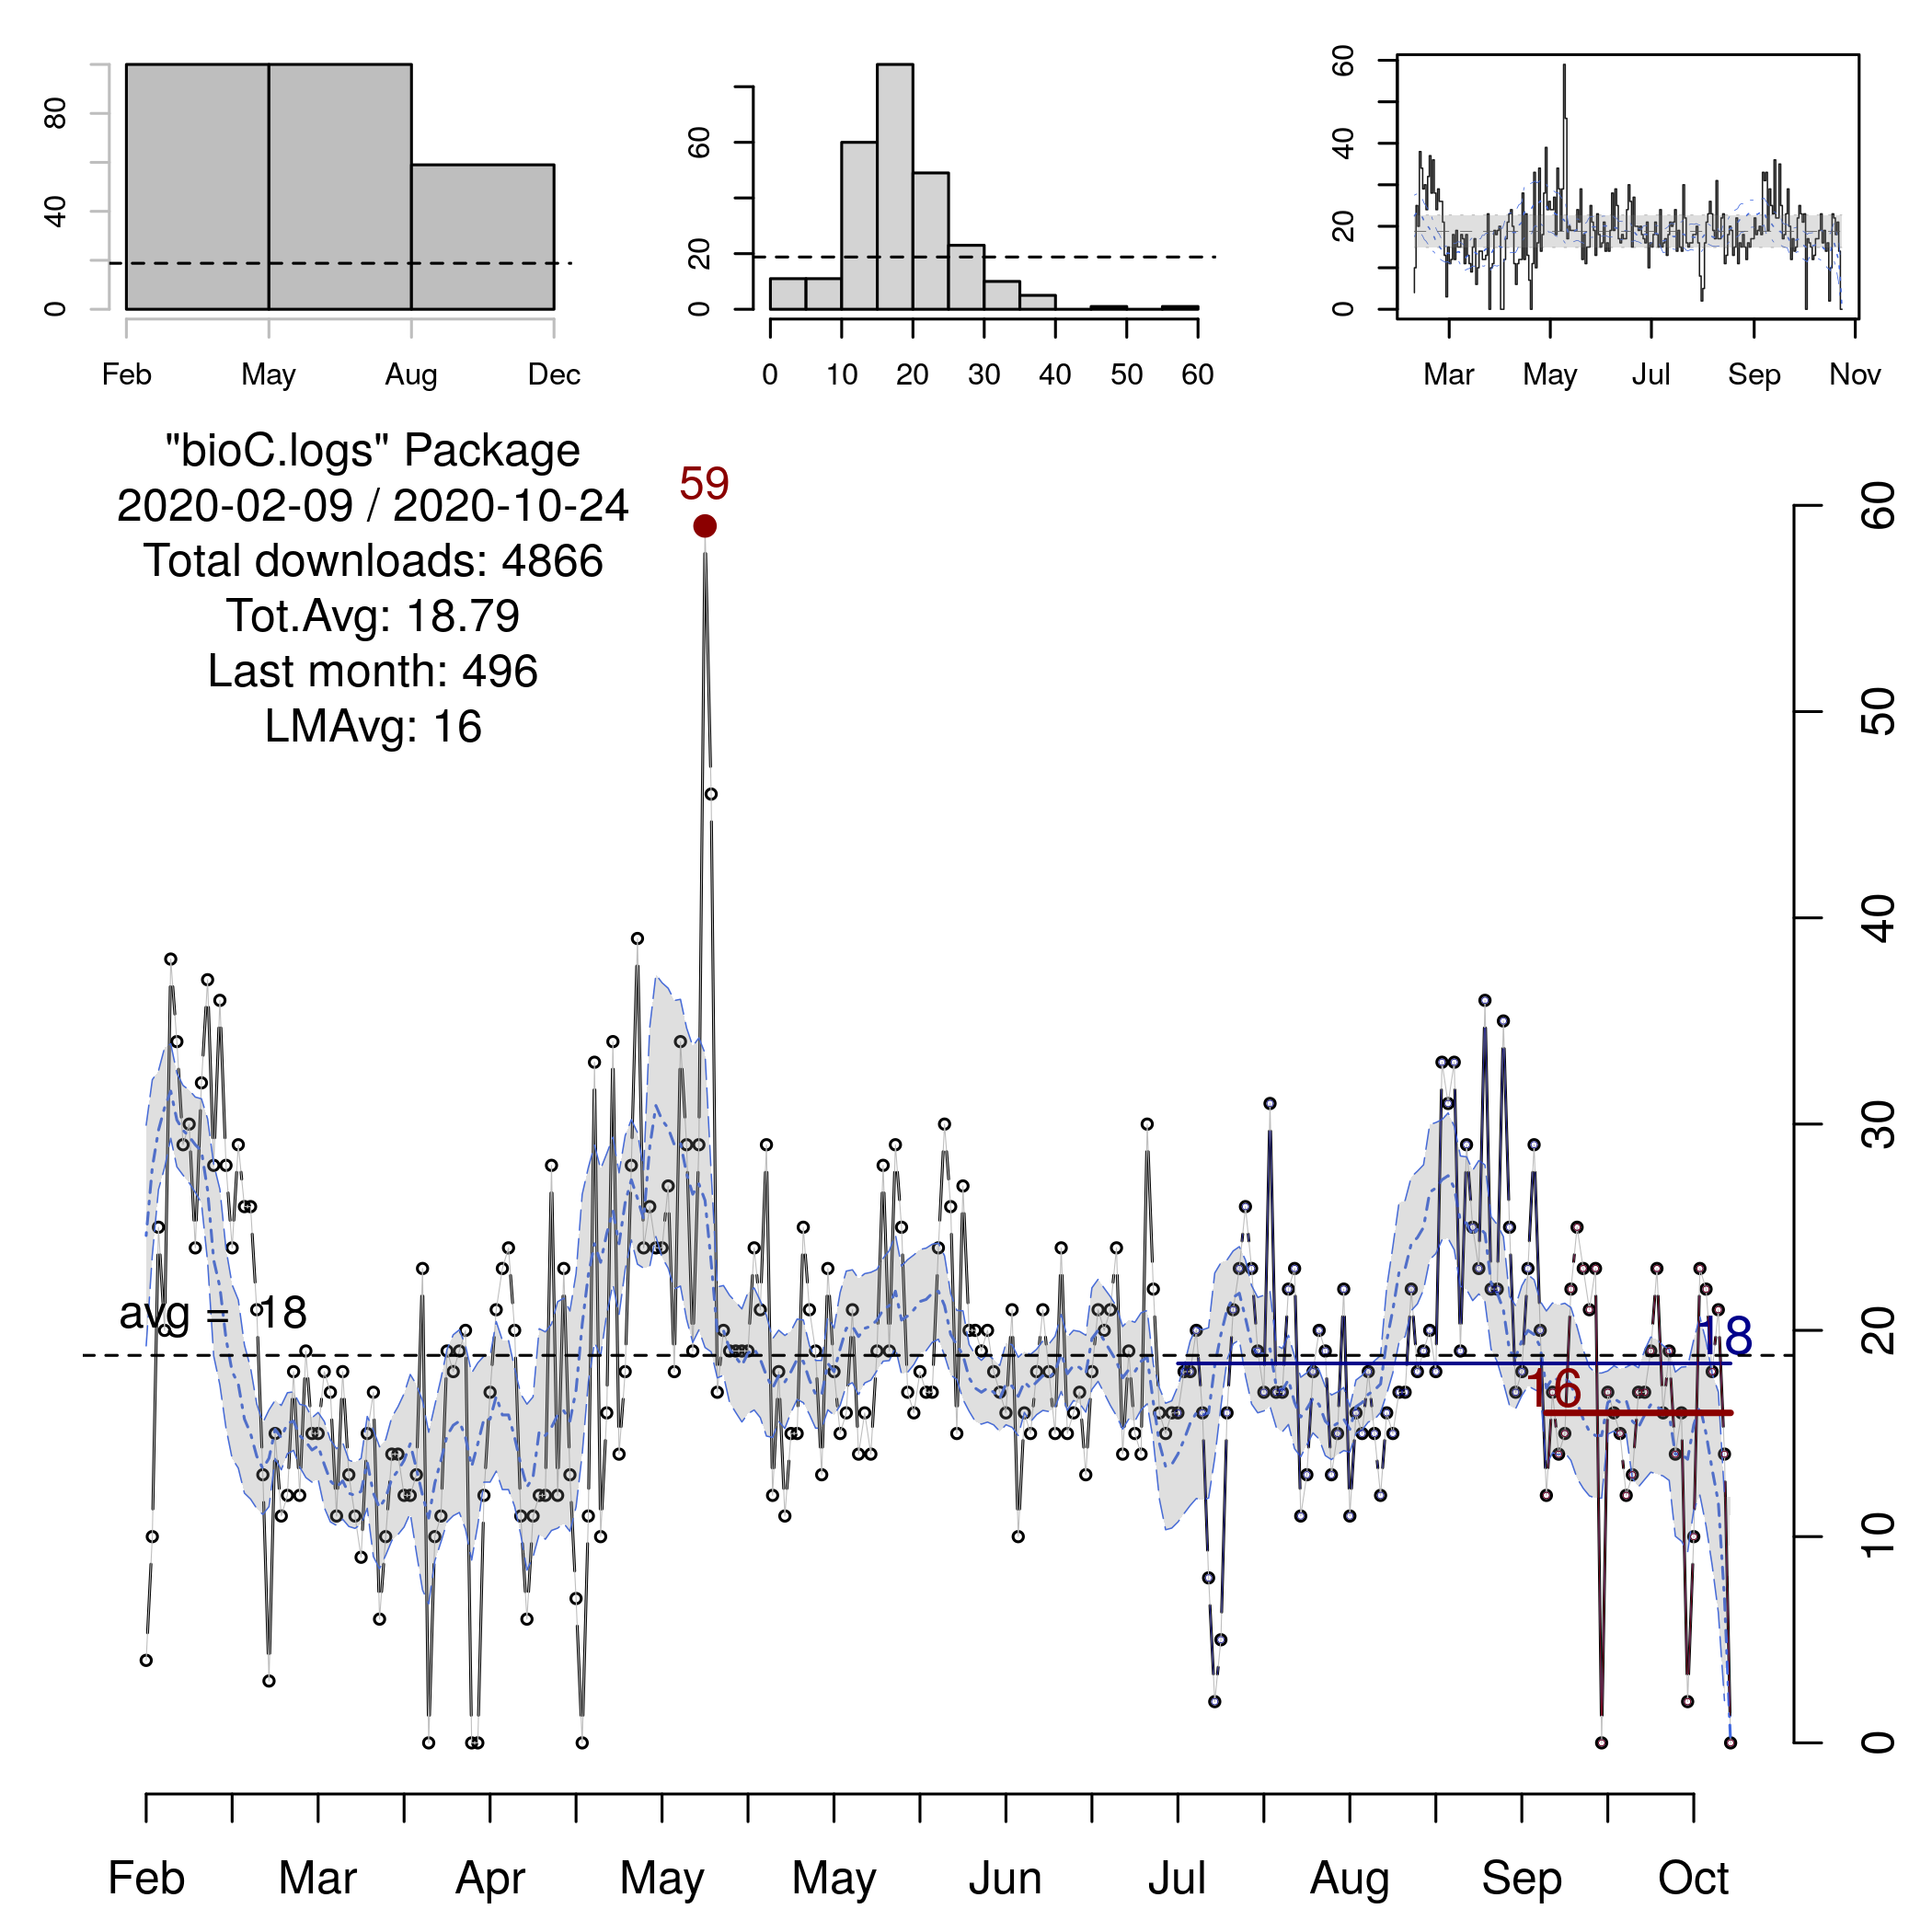 80
40
0
Feb May Aug Dec
60
20
0
0 10 20 30 40 50 60
60
40
20
0
Mar May Jul Sep Nov
"bioC.logs" Package
2020-02-09 / 2020-10-24
Total downloads: 4866
Tot.Avg: 18.79
Last month: 496
LMAvg: 16
59
avg = 18
18
16
60
50
40
30
20
10
0
Feb Mar Apr May May Jun Jul Aug Sep Oct